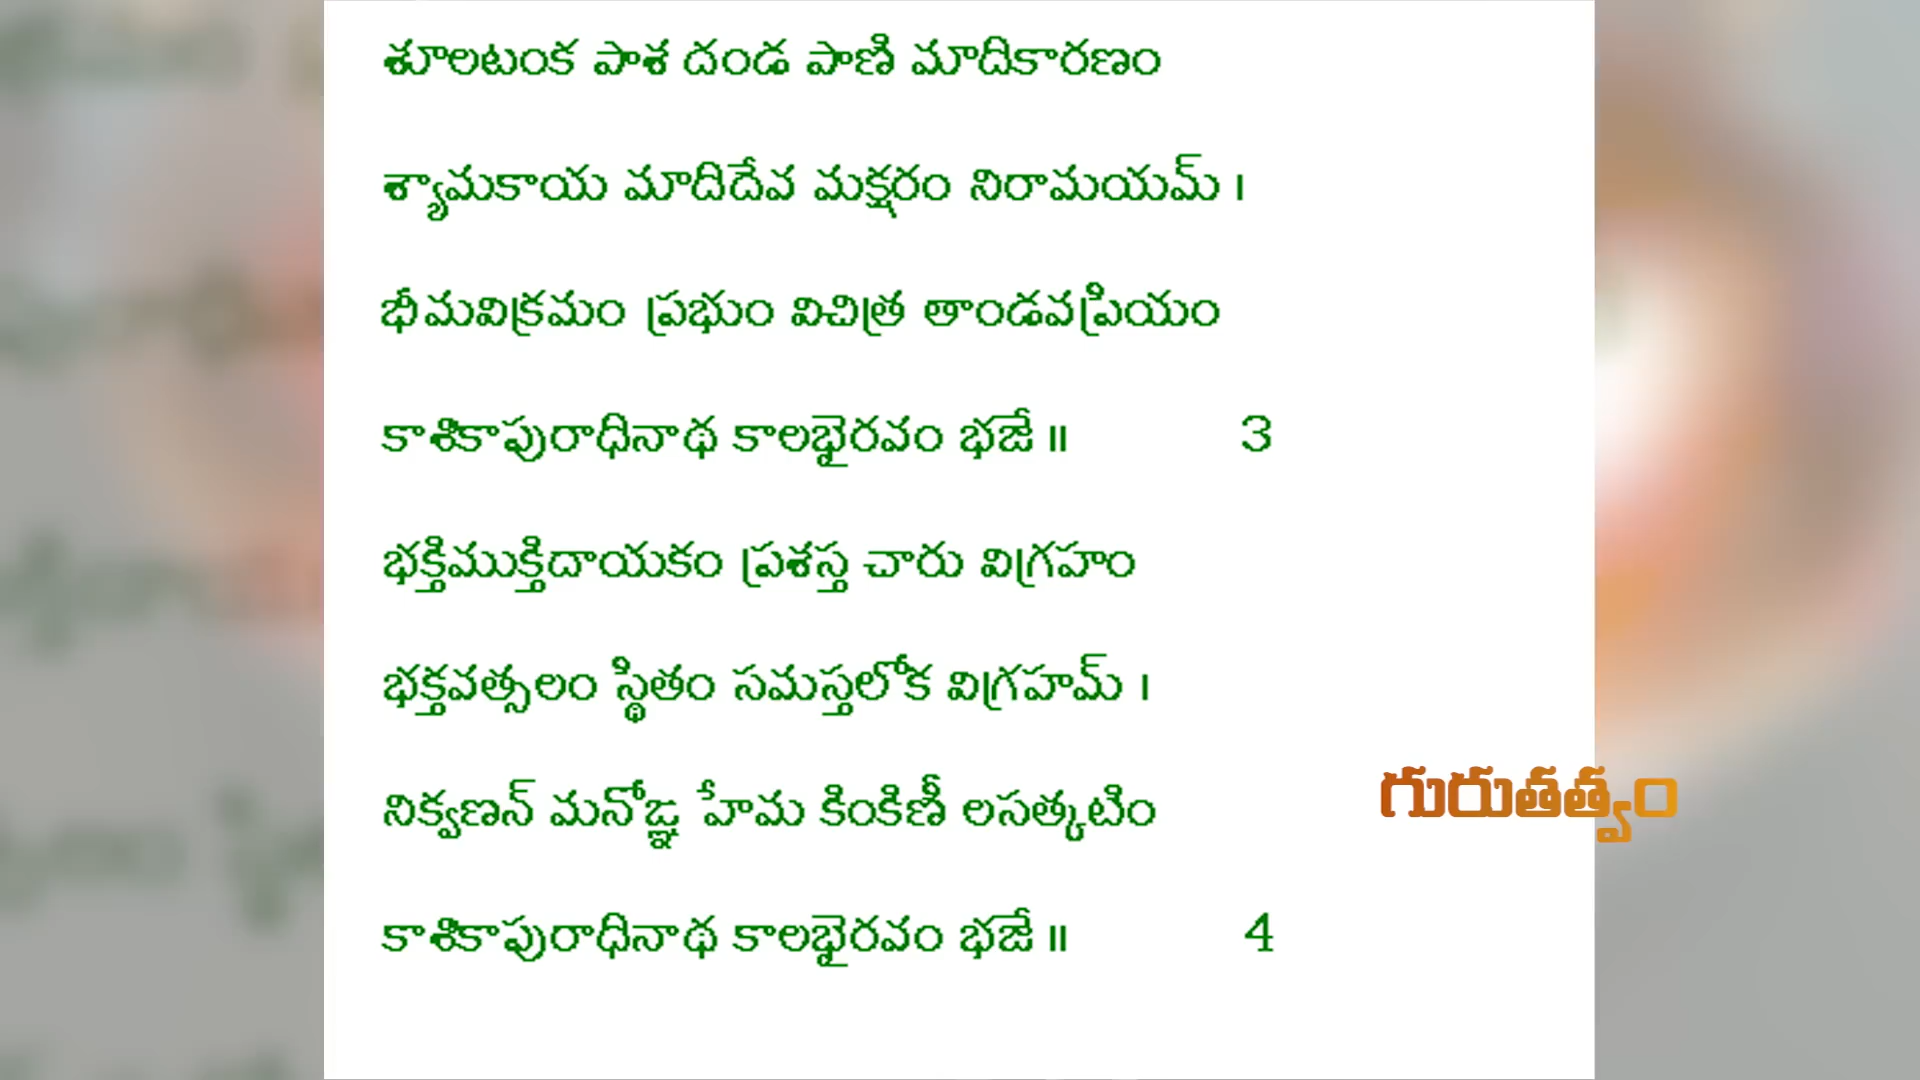 శూలటంక పాశ దండ పాణి మాదికారణం
శ్యామకాయ మాదిదేవ మక్షరం నిరామయమ్ ।
భీమవిక్రమం ప్రభుం విచిత్ర తాండవప్రియం
కాశికాపురాధినాథ కాలభైరవం భజే ॥ 3
భక్తిముక్తిదాయకం ప్రశస్త చారు విగ్రహం
భక్తవత్సలం స్థితం సమస్తలోక విగ్రహమ్ ।
నిక్వణన్ మనోజ్ఞ హేమ కింకిణీ లసత్కటిం
గురుతత్వం
కాశికాపురాధినాథ కాలభైరవం భజే ॥ 4